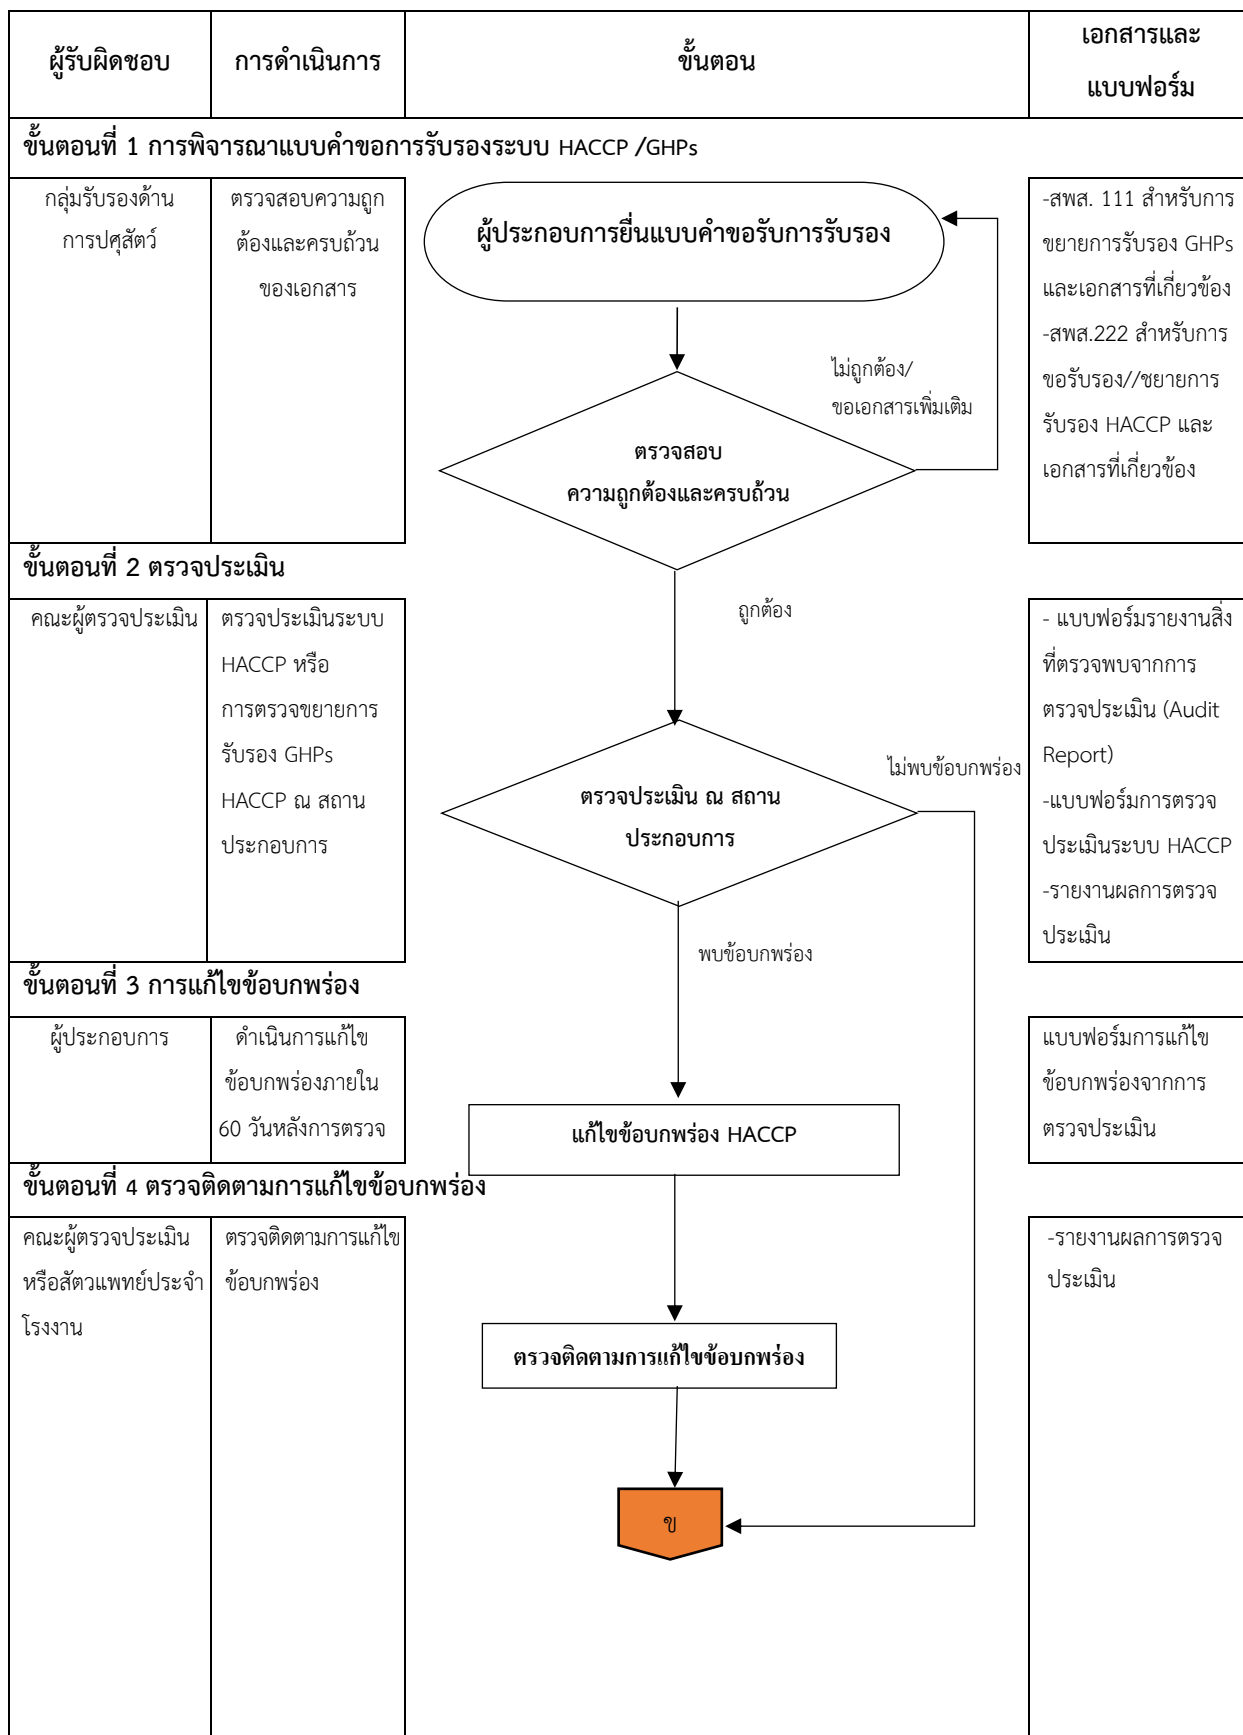 ผู้รับผิดชอบ
การดำเนินการ
ขั้นตอน
เอกสารและ
แบบฟอร์ม
ขั้นตอนที่ 1 การพิจารณาแบบคำขอการรับรองระบบ HACCP /GHPs
กลุ่มรับรองด้าน
การปศุสัตว์
ตรวจสอบความถูก
ต้องและครบถ้วน
ของเอกสาร
ผู้ประกอบการยื่นแบบคำขอรับการรับรอง
ไม่ถูกต้อง/
ขอเอกสารเพิ่มเติม
ตรวจสอบ
ความถูกต้องและครบถ้วน
-สพส. 111 สำหรับการ
ขยายการรับรอง GHPs
และเอกสารที่เกี่ยวข้อง
-สพส.222 สำหรับการ
ขอรับรอง//ชยายการ
รับรอง HACCP และ
เอกสารที่เกี่ยวข้อง
ขั้นตอนที่ 2 ตรวจประเมิน
คณะผู้ตรวจประเมิน
ตรวจประเมินระบบ
HACCP หรือ
การตรวจขยายการ
รับรอง GHPs
HACCP ณ สถาน
ประกอบการ
ถูกต้อง
ตรวจประเมิน ณ สถาน
ประกอบการ
ไม่พบข้อบกพร่อง
พบข้อบกพร่อง
- แบบฟอร์มรายงานสิ่ง
ที่ตรวจพบจากการ
ตรวจประเมิน (Audit
Report)
-แบบฟอร์มการตรวจ
ประเมินระบบ HACCP
-รายงานผลการตรวจ
ประเมิน
ขั้นตอนที่ 3 การแก้ไขข้อบกพร่อง
ผู้ประกอบการ
ดำเนินการแก้ไข
ข้อบกพร่องภายใน
60 วันหลังการตรวจ
แก้ไขข้อบกพร่อง HACCP
แบบฟอร์มการแก้ไข
ข้อบกพร่องจากการ
ตรวจประเมิน
ขั้นตอนที่ 4 ตรวจติดตามการแก้ไขข้อบกพร่อง
คณะผู้ตรวจประเมิน
หรือสัตวแพทย์ประจำ
โรงงาน
ตรวจติดตามการแก้ไข
ข้อบกพร่อง
ตรวจติดตามการแก้ไขข้อบกพร่อง
ข
-รายงานผลการตรวจ
ประเมิน